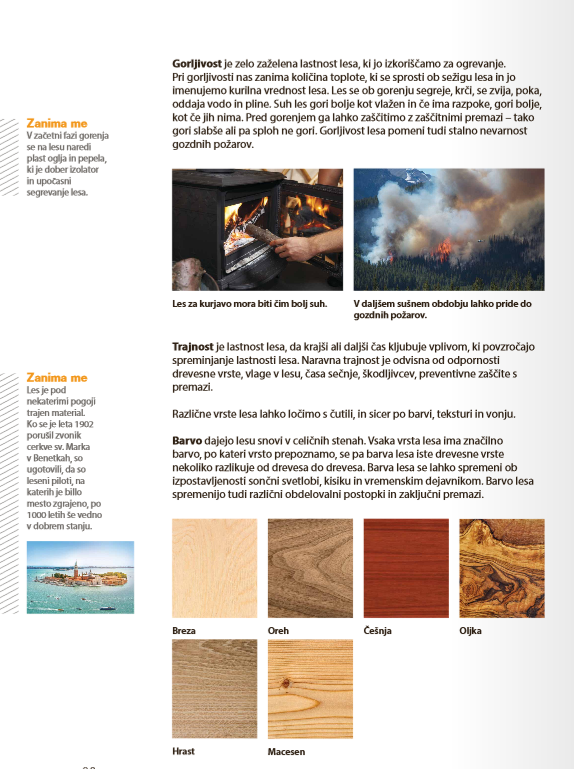 Gorljivost je zelo zaželena lastnost lesa, ki jo izkoriščamo za ogrevanje.
Pri gorljivosti nas zanima količina toplote, ki se sprosti ob sežigu lesa in jo
imenujemo kurilna vrednost lesa. Les se ob gorenju segreje, krči, se zvija, poka,
oddaja vodo in pline. Suh les gori bolje kot vlažen in če ima razpoke, gori bolje,
kot če jih nima. Pred gorenjem ga lahko zaščitimo z zaščitnimi premazi – tako
gori slabše ali pa sploh ne gori. Gorljivost lesa pomeni tudi stalno nevarnost
gozdnih požarov.
Zanima me
V začetni fazi gorenja
se na lesu naredi
plast oglja in pepela,
ki je dober izolator
in upočasni
segrevanje lesa.
Les za kurjavo mora biti čim bolj suh.
V daljšem sušnem obdobju lahko pride do
gozdnih požarov.
Trajnost je lastnost lesa, da krajši ali daljši čas kljubuje vplivom, ki povzročajo
spreminjanje lastnosti lesa. Naravna trajnost je odvisna od odpornosti
drevesne vrste, vlage v lesu, časa sečnje, škodljivcev, preventivne zaščite s
premazi.
Zanima me
Les je pod
nekaterimi pogoji
trajen material.
Ko se je leta 1902
porušil zvonik
cerkve sv. Marka
v Benetkah, so
ugotovili, da so
leseni piloti, na
katerih je billo
mesto zgrajeno, po
1000 letih še vedno
v dobrem stanju.
Različne vrste lesa lahko ločimo s čutili, in sicer po barvi, teksturi in vonju.
Barvo dajejo lesu snovi v celičnih stenah. Vsaka vrsta lesa ima značilno
barvo, po kateri vrsto prepoznamo, se pa barva lesa iste drevesne vrste
nekoliko razlikuje od drevesa do drevesa. Barva lesa se lahko spremeni ob
izpostavljenosti sončni svetlobi, kisiku in vremenskim dejavnikom. Barvo lesa
spremenijo tudi različni obdelovalni postopki in zaključni premazi.
Breza
Oreh
Češnja
Oljka
Hrast
Macesen